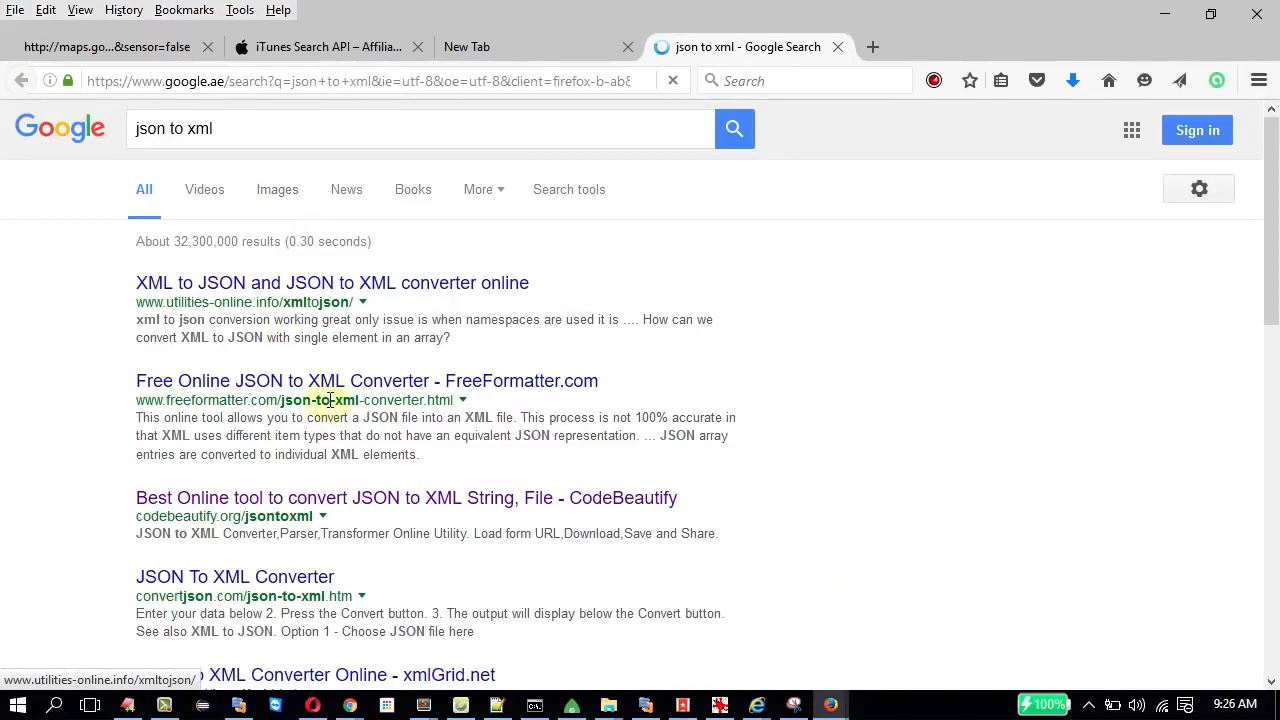 File Edit View History Bookmarks Tools Help
http://maps.go...&sensor=false
iTunes Search API – Affilia...
New Tab
json to xml - Google Search
https://www.google.ae/search?q=json+to+xml&ie=utf-8&oe=utf-8&client=firefox-b-ab&
Search
Google
json to xml
Sign in
All Videos Images News Books More Search tools
About 32,300,000 results (0.30 seconds)
XML to JSON and JSON to XML converter online
www.utilities-online.info/xmltojson/
xml to json conversion working great only issue is when namespaces are used it is .... How can we
convert XML to JSON with single element in an array?
Free Online JSON to XML Converter - FreeFormatter.com
www.freeformatter.com/json-to-xml-converter.html
This online tool allows you to convert a JSON file into an XML file. This process is not 100% accurate in
that XML uses different item types that do not have an equivalent JSON representation. ... JSON array
entries are converted to individual XML elements.
Best Online tool to convert JSON to XML String, File - CodeBeautify
codebeautify.org/jsontoxml
JSON to XML Converter,Parser,Transformer Online Utility. Load form URL,Download,Save and Share.
JSON To XML Converter
convertjson.com/json-to-xml.htm
Enter your data below 2. Press the Convert button. 3. The output will display below the Convert button.
See also XML to JSON. Option 1 - Choose JSON file here
XML Converter Online - xmlGrid.net
www.utilities-online.info/xmltojson/
100%
9:26 AM